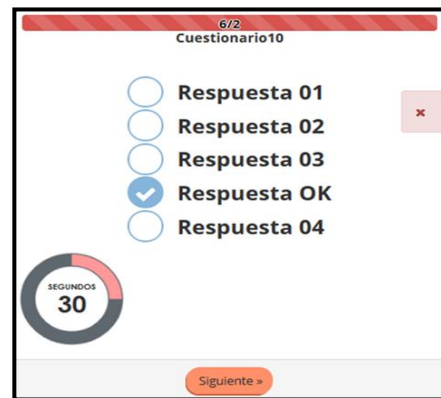 6/2
Cuestionario10
Respuesta 01
Respuesta 02
Respuesta 03
Respuesta OK
Respuesta 04
SEGUNDOS
30
Siguiente »